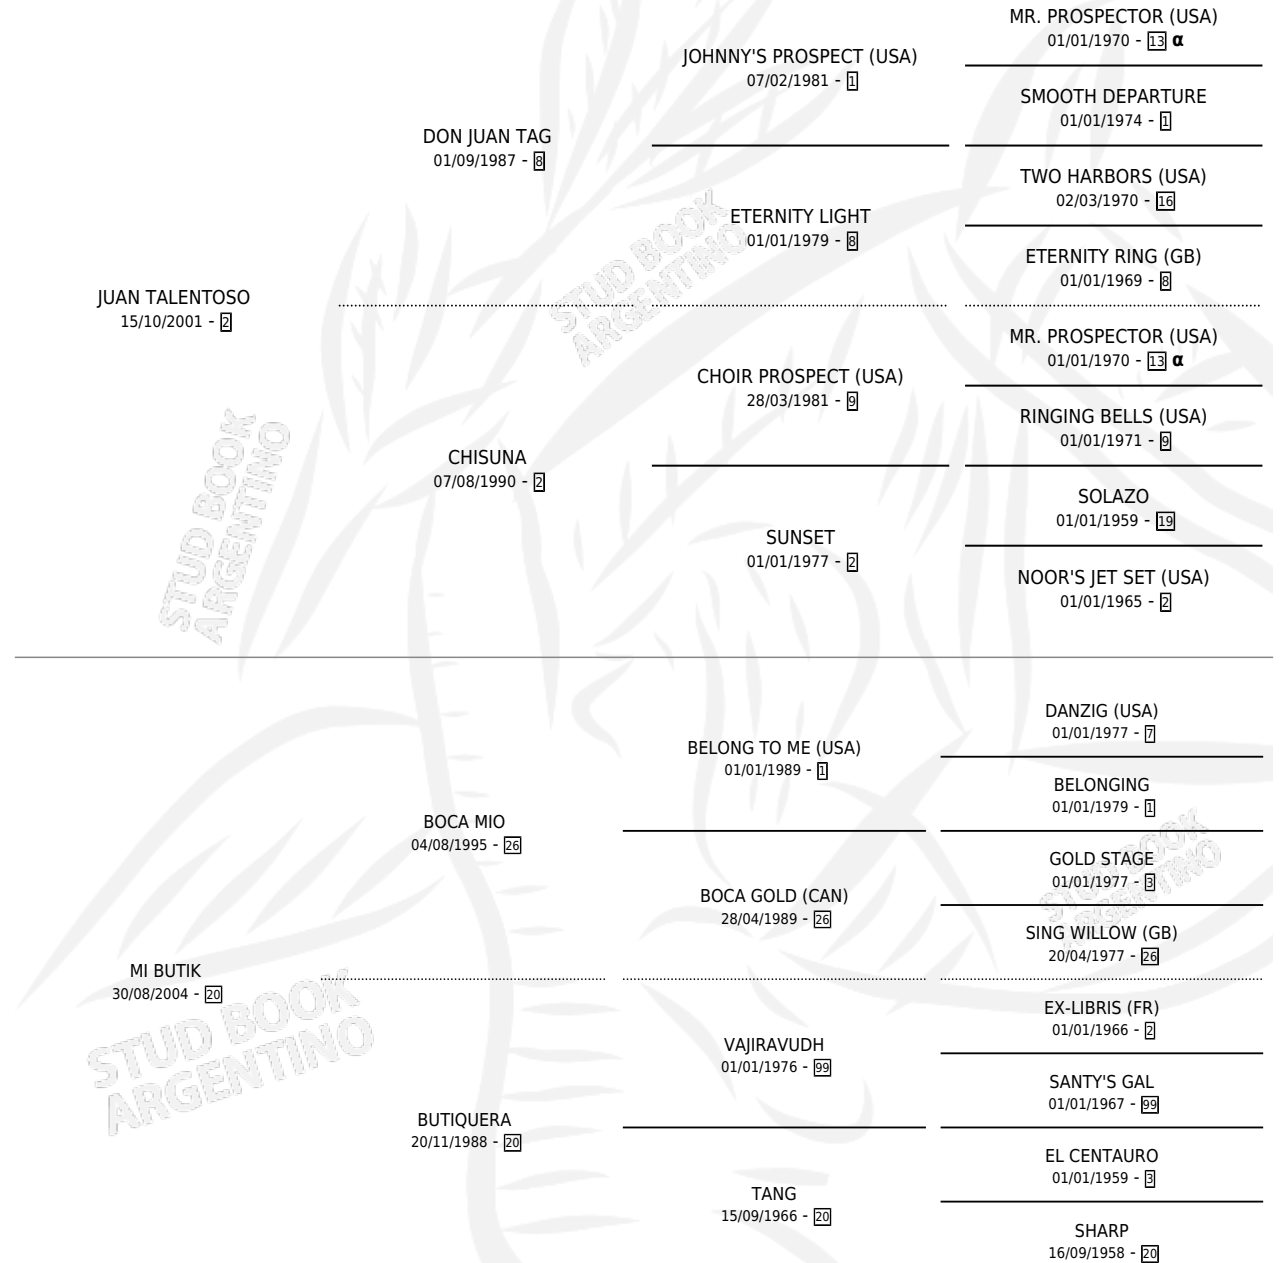 MR. PROSPECTOR (USA)
01/01/1970 - 13 α
JOHNNY'S PROSPECT (USA)
07/02/1981 - 1
SMOOTH DEPARTURE
01/01/1974 - 1
DON JUAN TAG
01/09/1987 - 8
TWO HARBORS (USA)
02/03/1970 - 16
ETERNITY LIGHT
01/01/1979 - 8
ETERNITY RING (GB)
01/01/1969 - 8
JUAN TALENTOSO
15/10/2001 - 2
MR. PROSPECTOR (USA)
01/01/1970 - 13 α
CHOIR PROSPECT (USA)
28/03/1981 - 9
RINGING BELLS (USA)
01/01/1971 - 9
CHISUNA
07/08/1990 - 2
SOLAZO
01/01/1959 - 19
SUNSET
01/01/1977 - 2
NOOR'S JET SET (USA)
01/01/1965 - 2
STUD BOOK
ARGENTINO
STUD BOOK
ARGENTINO
DANZIG (USA)
01/01/1977 - 7
BELONG TO ME (USA)
01/01/1989 - 1
BELONGING
01/01/1979 - 1
BOCA MIO
04/08/1995 - 26
GOLD STAGE
01/01/1977 - 3
BOCA GOLD (CAN)
28/04/1989 - 26
SING WILLOW (GB)
20/04/1977 - 26
MI BUTIK
30/08/2004 - 20
EX-LIBRIS (FR)
01/01/1966 - 2
VAJIRAVUDH
01/01/1976 - 99
SANTY'S GAL
01/01/1967 - 99
BUTIQUERA
20/11/1988 - 20
EL CENTAURO
01/01/1959 - 3
TANG
15/09/1966 - 20
SHARP
16/09/1958 - 20
STUD BOOK
ARGENTINO
STUD BOOK
ARGENTINO